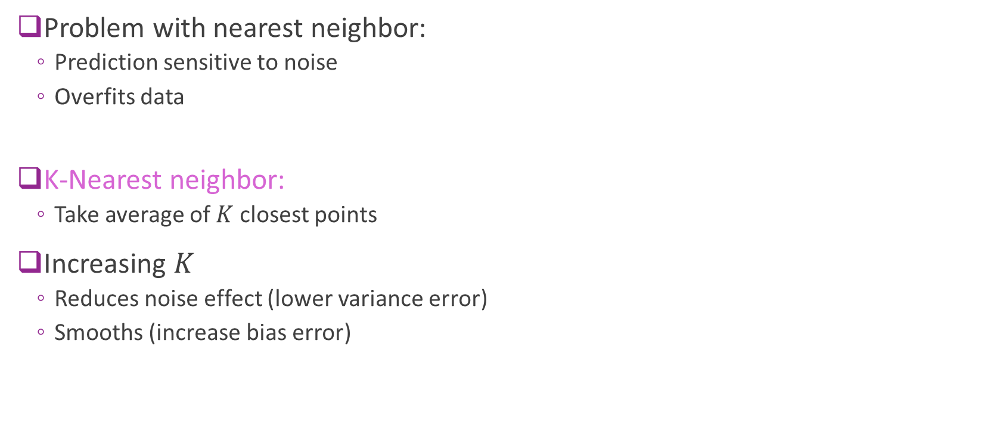 Problem with nearest neighbor:
◦ Prediction sensitive to noise
◦ Overfits data
K-Nearest neighbor:
◦ Take average of K closest points
Increasing K
◦ Reduces noise effect (lower variance error)
◦ Smooths (increase bias error)